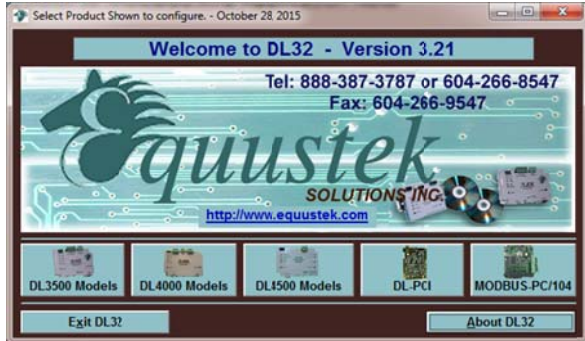 Select Product Shown to configure. - October 28, 2015
Welcome to DL32 - Version 3.21
Tel: 888-387-3787 or 604-266-8547
Fax: 604-266-9547
Equustek
SOLUTIONS INC.
http://www.equustek.com
DL3500 Models DL4000 Models DL4500 Models DL-PCI MODBUS-PC/104
Exit DL32 About DL32